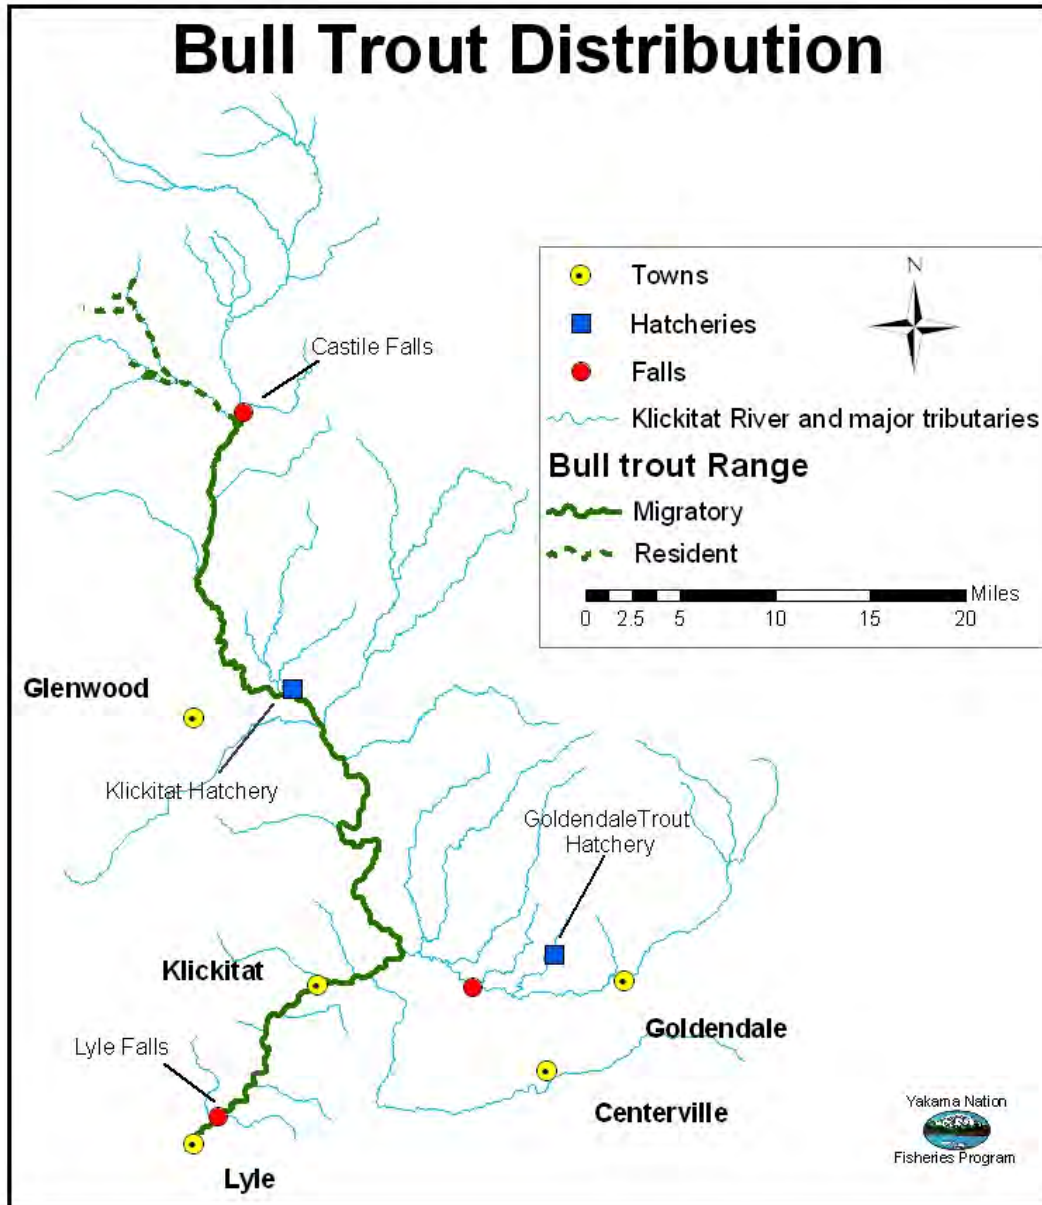 Bull Trout Distribution
N
Towns
Hatcheries
Castile Falls
Falls
Klickitat River and major tributaries
Bull trout Range
Migratory
Resident
Miles
0 2.5 5 10 15 20
Glenwood
Klickitat Hatchery
GoldendaleTrout
Hatchery
Klickitat
Goldendale
Lyle Falls
Centerville
Yakama Nation
Fisheries Program
Lyle